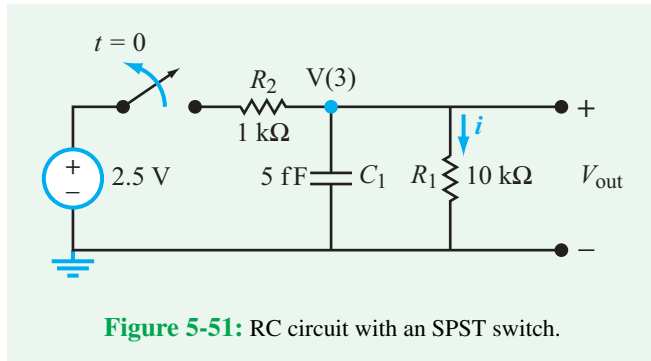 t = 0
R2 V(3)
1 kΩ
i
+
+
−
2.5 V
5 fF
C1
R1
10 kΩ
Vout
−
Figure 5-51: RC circuit with an SPST switch.